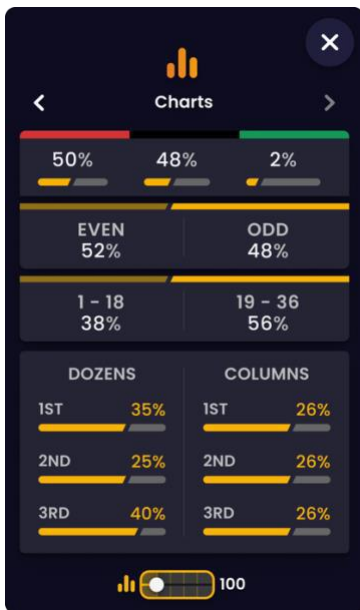 Charts
50% 48% 2%
EVEN ODD
52% 48%
1 - 18 19 - 36
38% 56%
DOZENS COLUMNS
1ST 35% 1ST 26%
2ND 25% 2ND 26%
3RD 40% 3RD 26%
100